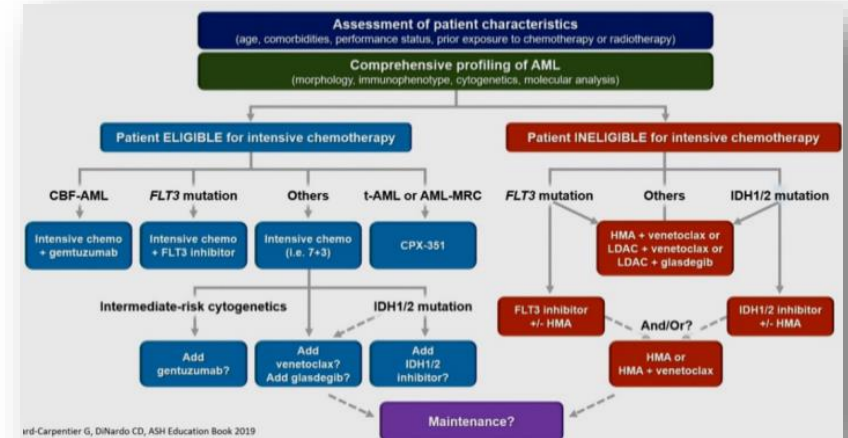 Assessment of patient characteristics
(age, comorbidities, performance status, prior exposure to chemotherapy or radiotherapy)
Comprehensive profiling of AML
(morphology, immunophenotype, cytogenetics, molecular analysis)
Patient ELIGIBLE for intensive chemotherapy
Patient INELIGIBLE for intensive chemotherapy
CBF-AML
FLT3 mutation
Others
t-AML or AML-MRC
FLT3 mutation
Others
IDH1/2 mutation
Intensive chemo
+ gemtuzumab
Intensive chemo
+ FLT3 inhibitor
Intensive chemo
(i.e. 7+3)
CPX-351
HMA + venetoclax or
LDAC + venetoclax or
LDAC + glasdegib
Intermediate-risk cytogenetics
IDH1/2 mutation
FLT3 inhibitor
+/- HMA
And/Or?
IDH1/2 inhibitor
+/- HMA
Add
gentuzumab?
Add
venetoclax?
Add glasdegib?
Add
IDH1/2
inhibitor?
HMA or
HMA + venetoclax
Maintenance?
ard-Carpentier G, DiNardo CD, ASH Education Book 2019